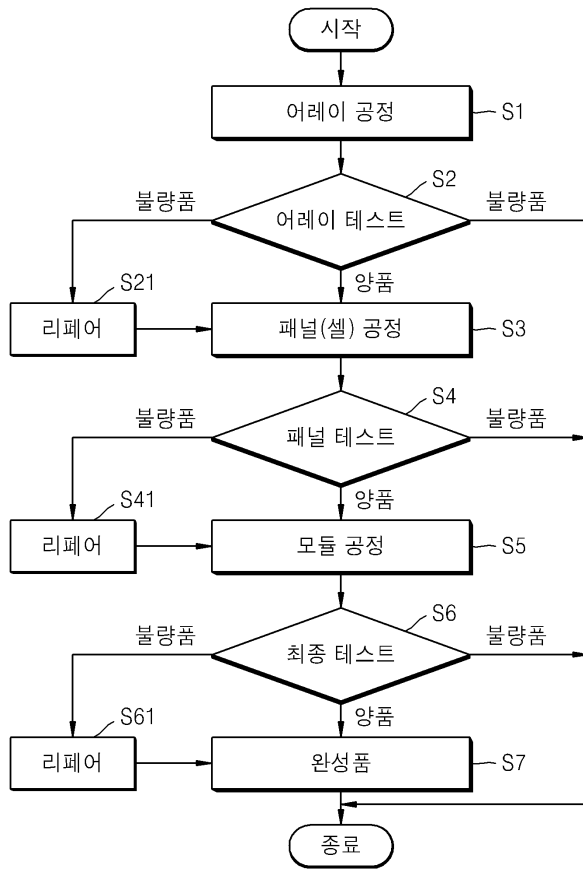 시작
어레이 공정
S1
S2
불량품
어레이 테스트
불량품
S21
양품
리페어
패널(셀) 공정
S3
S4
불량품
패널 테스트
불량품
S41
양품
리페어
모듈 공정
S5
S6
불량품
최종 테스트
불량품
S61
양품
리페어
완성품
S7
종료